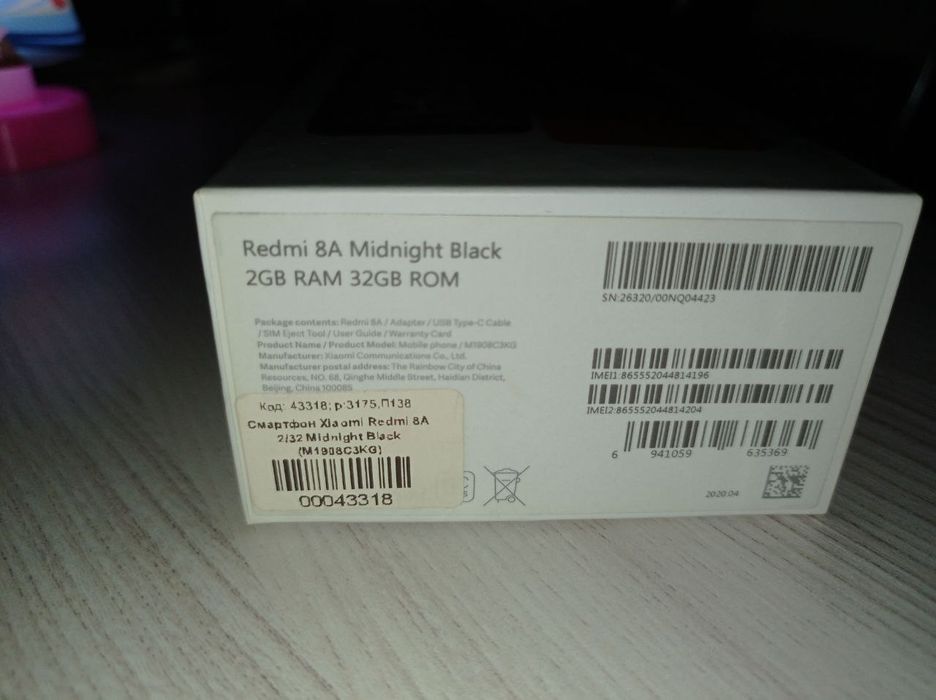 Redmi 8A Midnight Black
2GB RAM 32GB ROM
Package contents: Redmi 8A / Adapter / USB Type-C Cable
/ SIM Eject Tool / User Guide / Warranty Card
Product Name / Product Model: Mobile phone / M1908C3KG
Manufacturer: Xiaomi Communications Co., Ltd.
Manufacturer postal address: The Rainbow City of China
Resources, NO. 68, Qinghe Middle Street, Haidian District,
Beijing, China 100085
Код: 43318; р:3175,П138
Смартфон Xiaomi Redmi 8A
2/32 Midnight Black
(M1908C3KG)
00043318
SN:26320/00NQ04423
IMEI1:865552044814196
IMEI2:865552044814204
6 941059 635369
2020.04